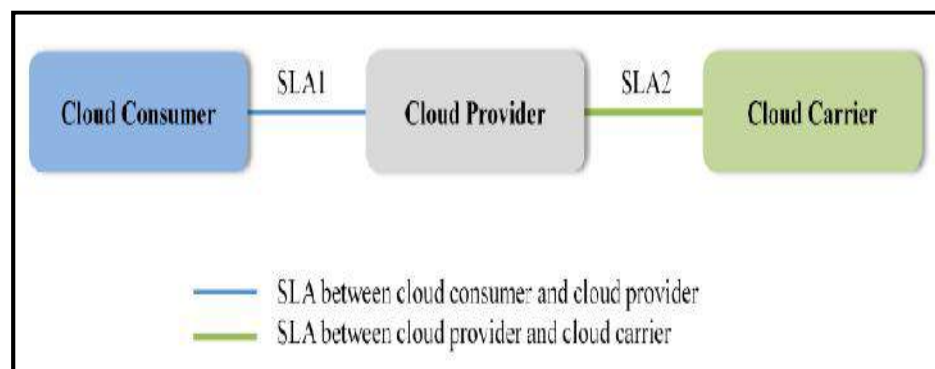 SLA1
SLA2
Cloud Consumer
Cloud Provider
Cloud Carrier
SLA between cloud consumer and cloud provider
SLA between cloud provider and cloud carrier